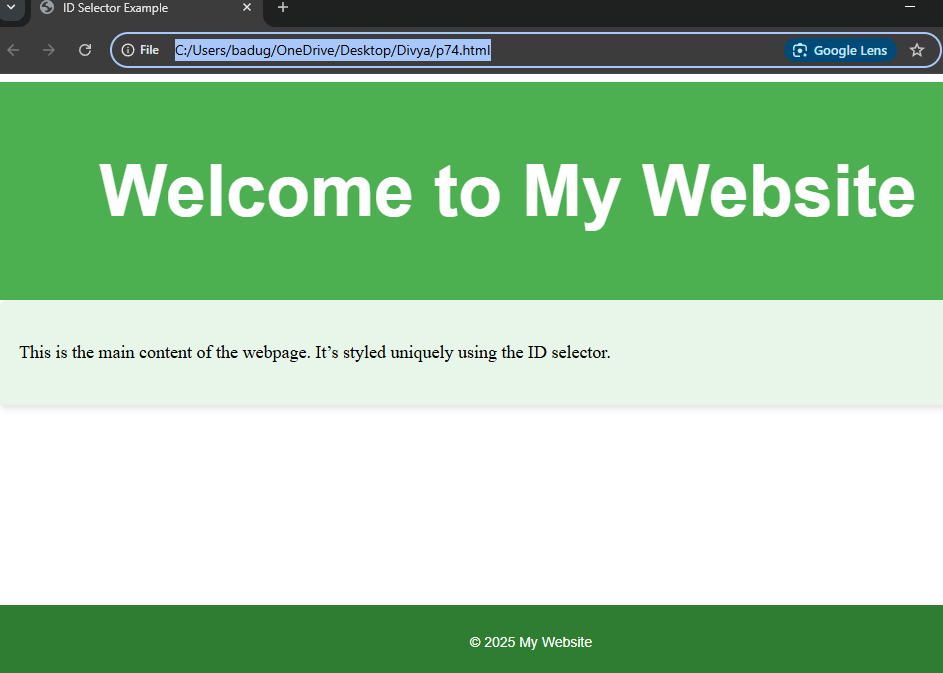 ID Selector Example
File C:/Users/badug/OneDrive/Desktop/Divya/p74.html Google Lens
Welcome to My Website
This is the main content of the webpage. It’s styled uniquely using the ID selector.
© 2025 My Website